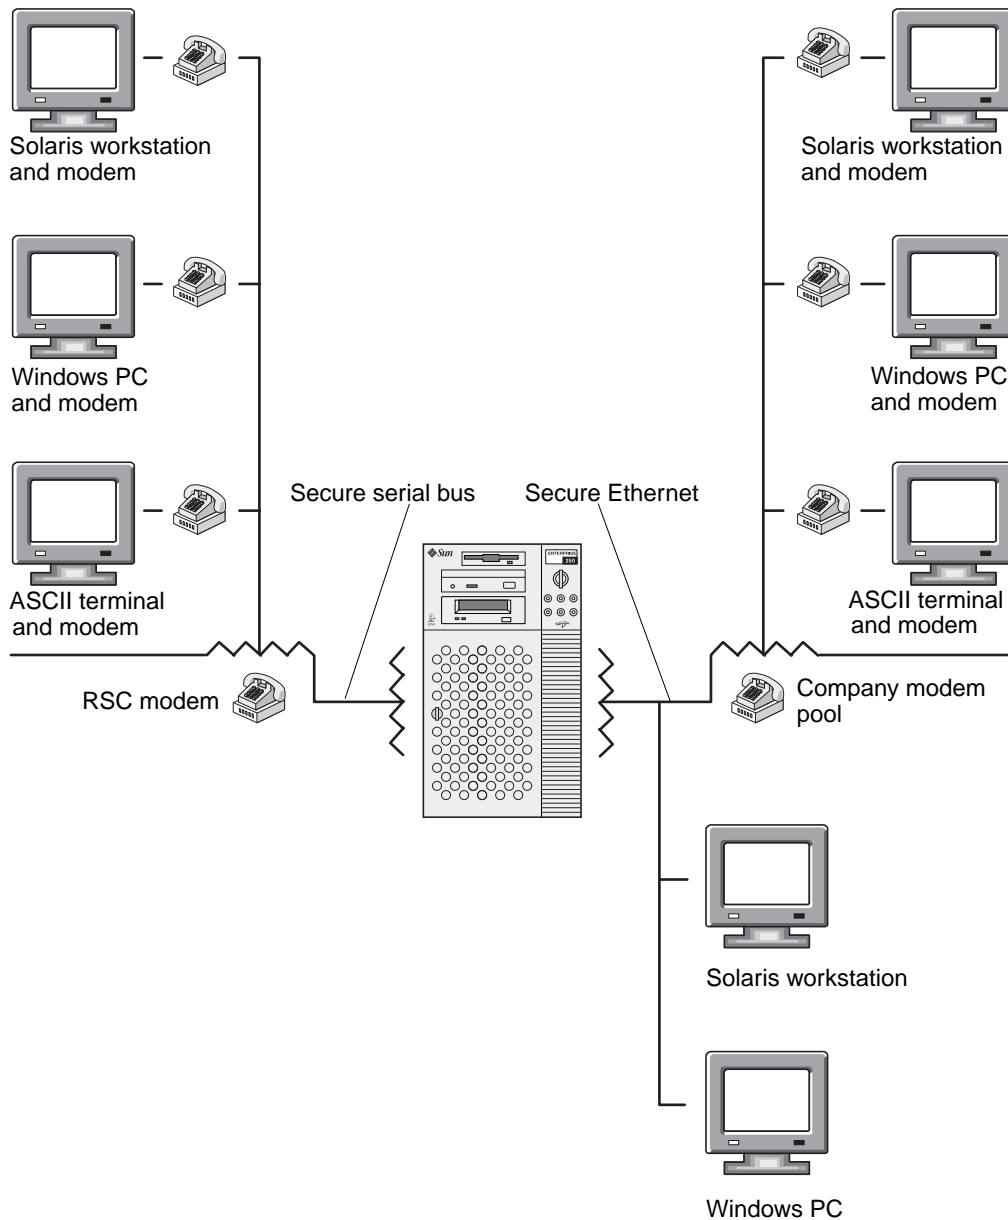 Solaris workstation
and modem
Solaris workstation
and modem
Windows PC
and modem
Windows PC
and modem
Secure serial bus
Secure Ethernet
Sun
ENTERPRISE
250
ASCII terminal
and modem
ASCII terminal
and modem
RSC modem
Company modem
pool
Solaris workstation
Windows PC